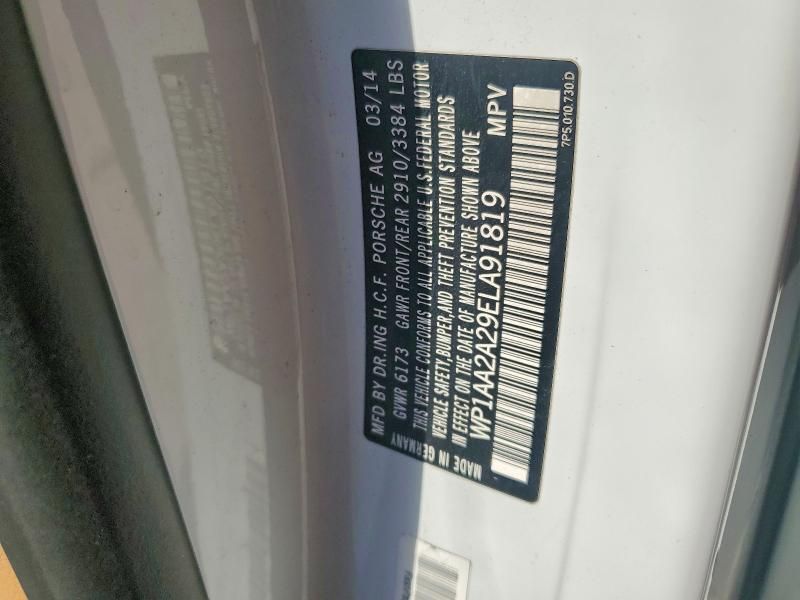 MFD BY DR.ING H.C.F. PORSCHE AG 03/14
GVWR 6173 GAWR FRONT/REAR 2910/3384 LBS
THIS VEHICLE CONFORMS TO ALL APPLICABLE U.S. FEDERAL MOTOR
VEHICLE SAFETY, BUMPER, AND THEFT PREVENTION STANDARDS
IN EFFECT ON THE DATE OF MANUFACTURE SHOWN ABOVE
WP1AA2A29ELA91819 MPV
MADE IN GERMANY
7P5.010.730.D